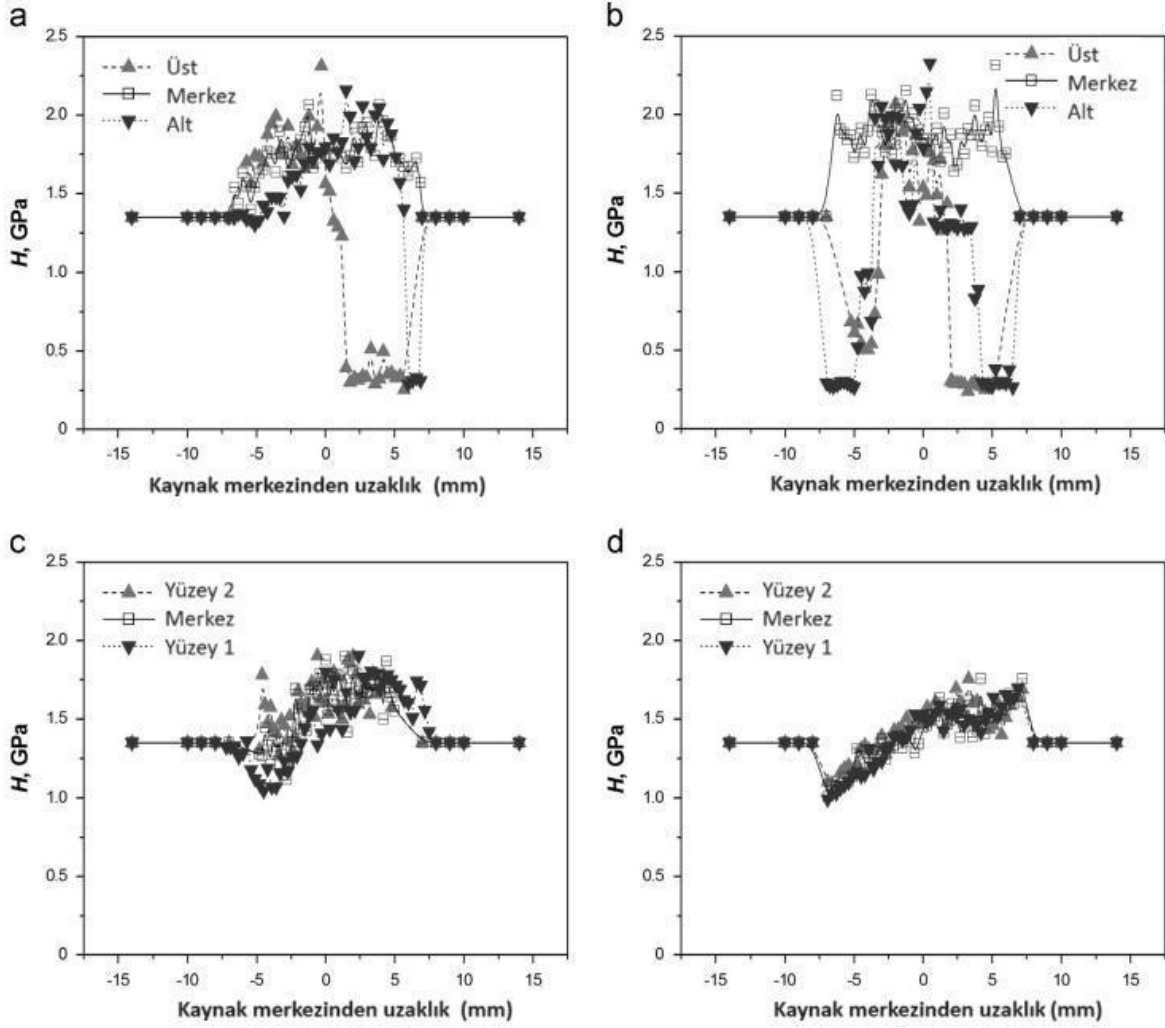 a
2.5
2.0
1.5
1.0
0.5
0
H, GPa
Üst
Merkez
Alt
-15 -10 -5 0 5 10 15
Kaynak merkezinden uzaklık (mm)
b
2.5
2.0
1.5
1.0
0.5
0
H, GPa
Üst
Merkez
Alt
-15 -10 -5 0 5 10 15
Kaynak merkezinden uzaklık (mm)
c
2.5
2.0
1.5
1.0
0.5
0
H, GPa
Yüzey 2
Merkez
Yüzey 1
-15 -10 -5 0 5 10 15
Kaynak merkezinden uzaklık (mm)
d
2.5
2.0
1.5
1.0
0.5
0
H, GPa
Yüzey 2
Merkez
Yüzey 1
-15 -10 -5 0 5 10 15
Kaynak merkezinden uzaklık (mm)